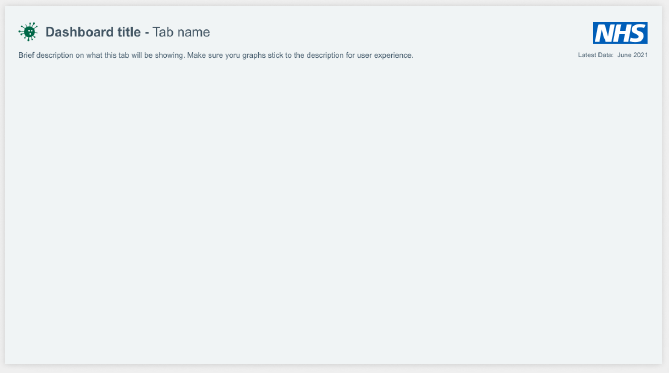 Dashboard title - Tab name
NHS
Brief description on what this tab will be showing. Make sure yoru graphs stick to the description for user experience.
Latest Data: June 2021